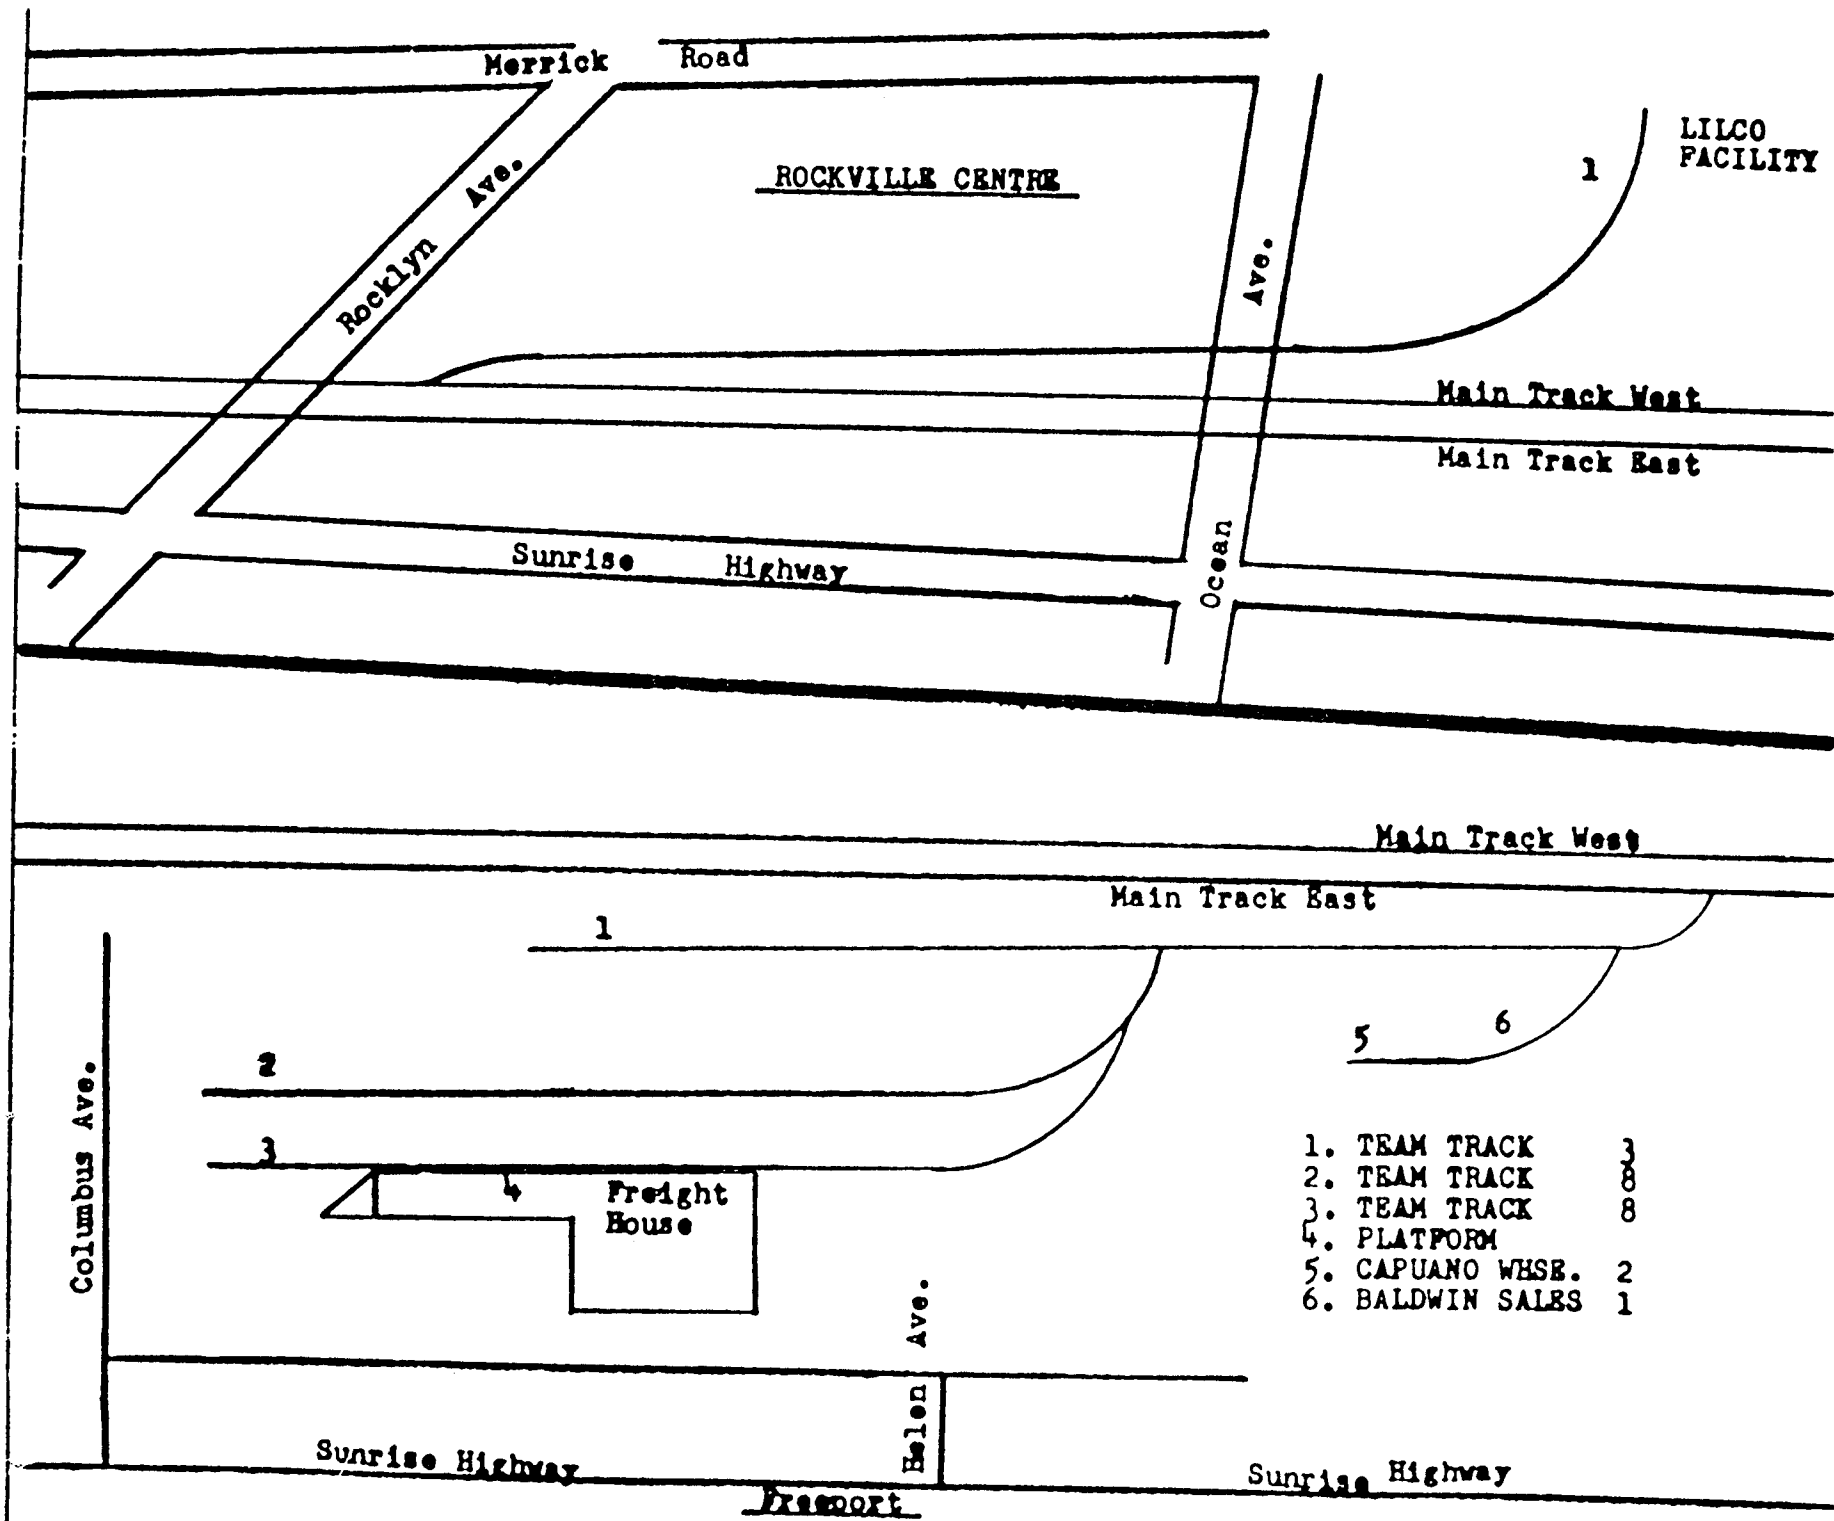 Merrick Road
LILCO
FACILITY
1
ROCKVILLE CENTRE
Rocklyn Ave.
Ocean Ave.
Main Track West
Main Track East
Sunrise Highway
Main Track West
Main Track East
1
2
3
4
5
6
Freight
House
Columbus Ave.
1. TEAM TRACK 3
2. TEAM TRACK 8
3. TEAM TRACK 8
4. PLATFORM
5. CAPUANO WHSE. 2
6. BALDWIN SALES 1
Helen Ave.
Sunrise Highway
Sunrise Highway
Freeport